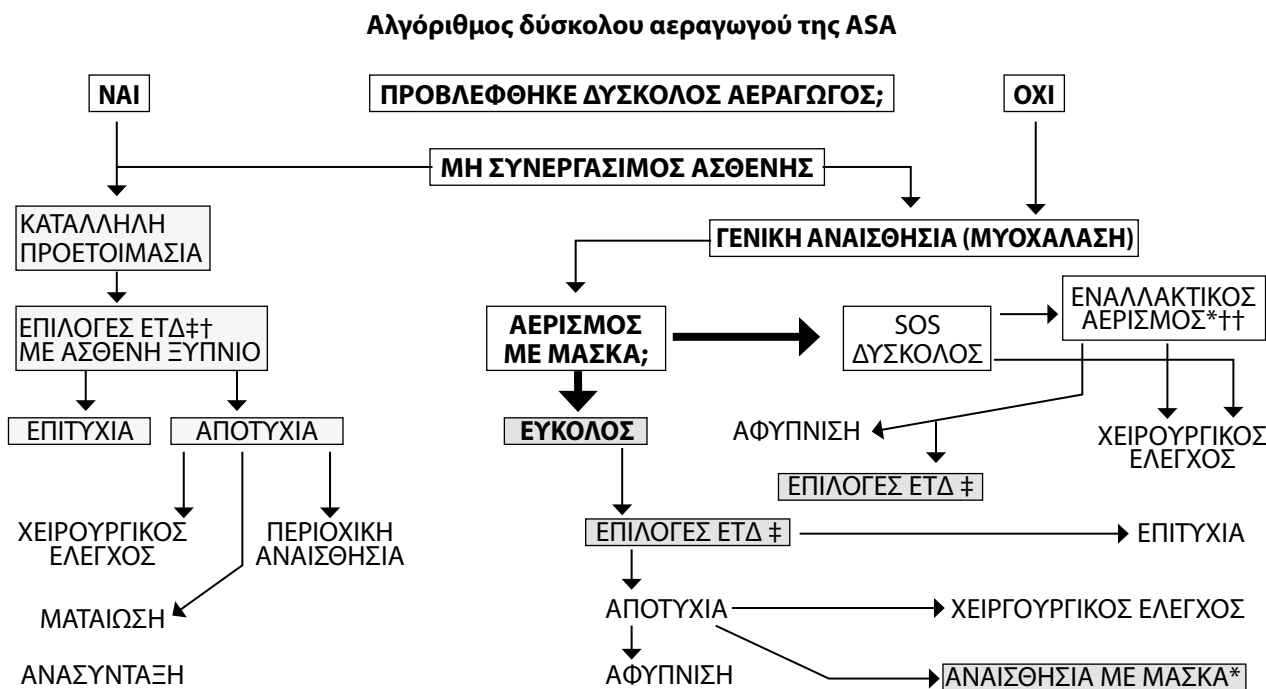 Αλγόριθμος δύσκολου αεραγωγού της ASA
ΝΑΙ
ΠΡΟΒΛΕΦΘΗΚΕ ΔΥΣΚΟΛΟΣ ΑΕΡΑΓΩΓΟΣ;
ΟΧΙ
ΜΗ ΣΥΝΕΡΓΑΣΙΜΟΣ ΑΣΘΕΝΗΣ
ΚΑΤΑΛΛΗΛΗ
ΠΡΟΕΤΟΙΜΑΣΙΑ
ΓΕΝΙΚΗ ΑΝΑΙΣΘΗΣΙΑ (ΜΥΟΧΑΛΑΣΗ)
ΕΠΙΛΟΓΕΣ ΕΤΔ‡†
ΜΕ ΑΣΘΕΝΗ ΞΥΠΝΙΟ
ΑΕΡΙΣΜΟΣ
ΜΕ ΜΑΣΚΑ;
SOS
ΔΥΣΚΟΛΟΣ
ΕΝΑΛΛΑΚΤΙΚΟΣ
ΑΕΡΙΣΜΟΣ*††
ΕΠΙΤΥΧΙΑ
ΑΠΟΤΥΧΙΑ
ΕΥΚΟΛΟΣ
ΑΦΥΠΝΙΣΗ
ΧΕΙΡΟΥΡΓΙΚΟΣ
ΕΛΕΓΧΟΣ
ΕΠΙΛΟΓΕΣ ΕΤΔ ‡
ΧΕΙΡΟΥΡΓΙΚΟΣ
ΕΛΕΓΧΟΣ
ΠΕΡΙΟΧΙΚΗ
ΑΝΑΙΣΘΗΣΙΑ
ΕΠΙΛΟΓΕΣ ΕΤΔ ‡
ΕΠΙΤΥΧΙΑ
ΜΑΤΑΙΩΣΗ
ΑΠΟΤΥΧΙΑ
ΧΕΙΡΓΟΥΡΓΙΚΟΣ ΕΛΕΓΧΟΣ
ΑΝΑΣΥΝΤΑΞΗ
ΑΦΥΠΝΙΣΗ
ΑΝΑΙΣΘΗΣΙΑ ΜΕ ΜΑΣΚΑ*